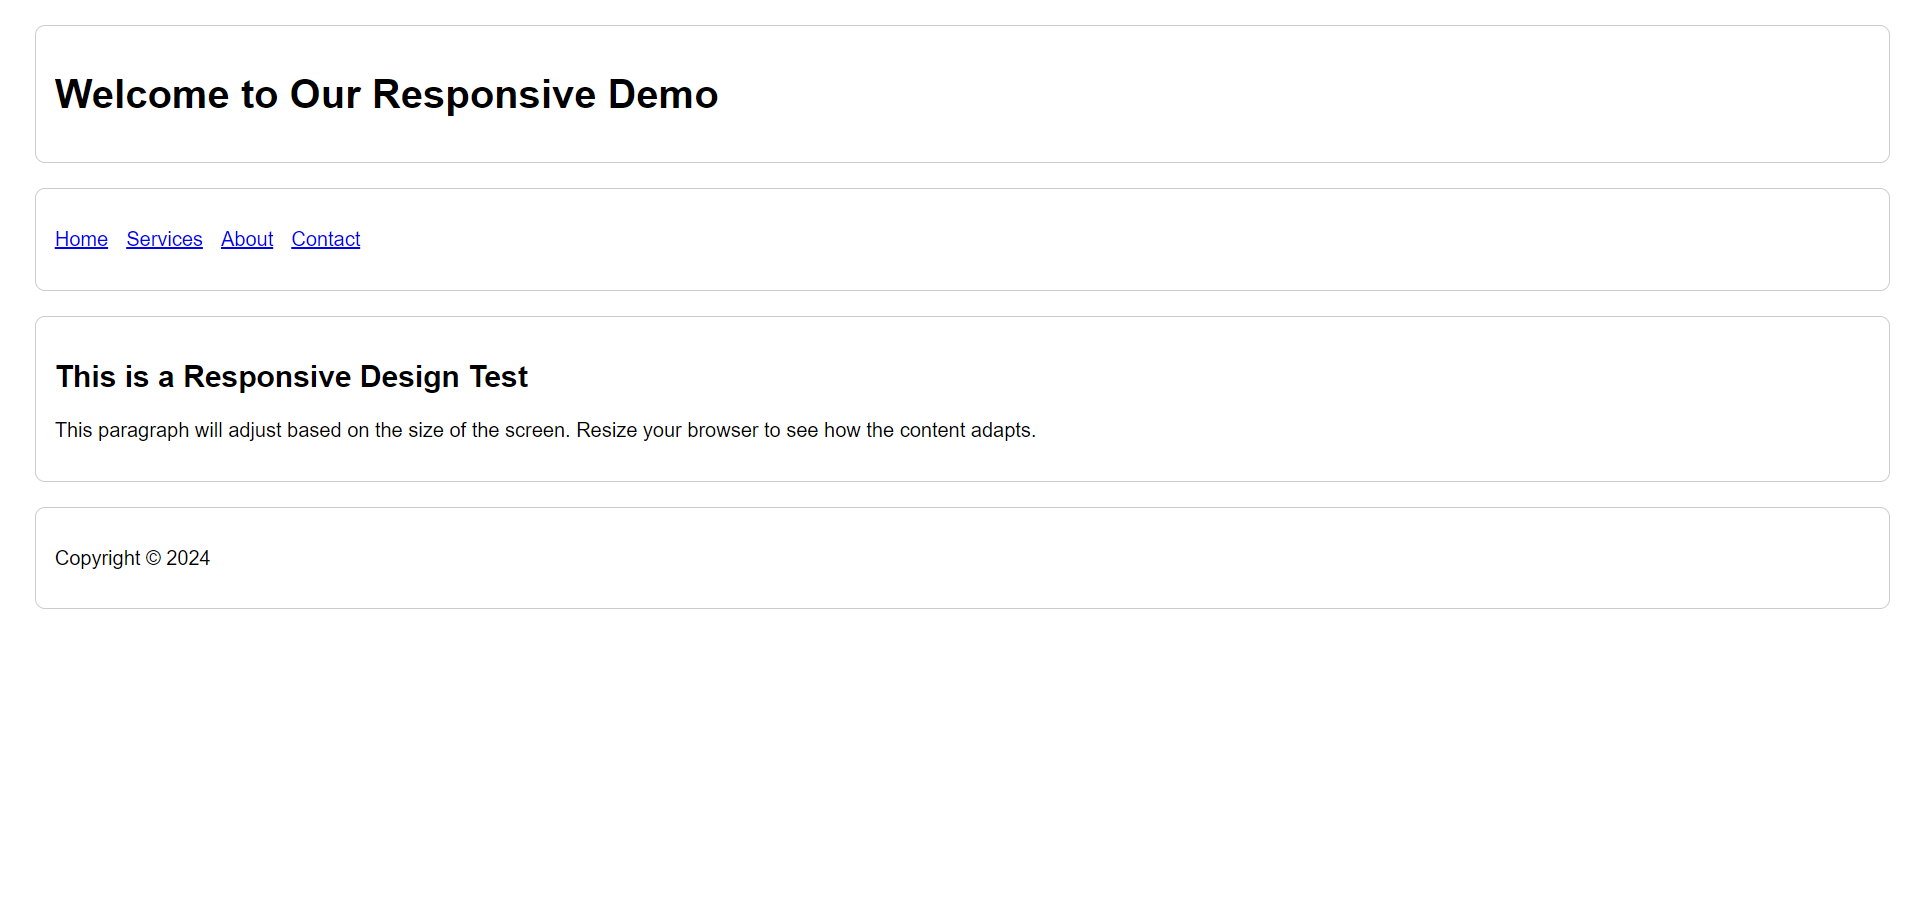 Welcome to Our Responsive Demo
Home Services About Contact
This is a Responsive Design Test
This paragraph will adjust based on the size of the screen. Resize your browser to see how the content adapts.
Copyright © 2024